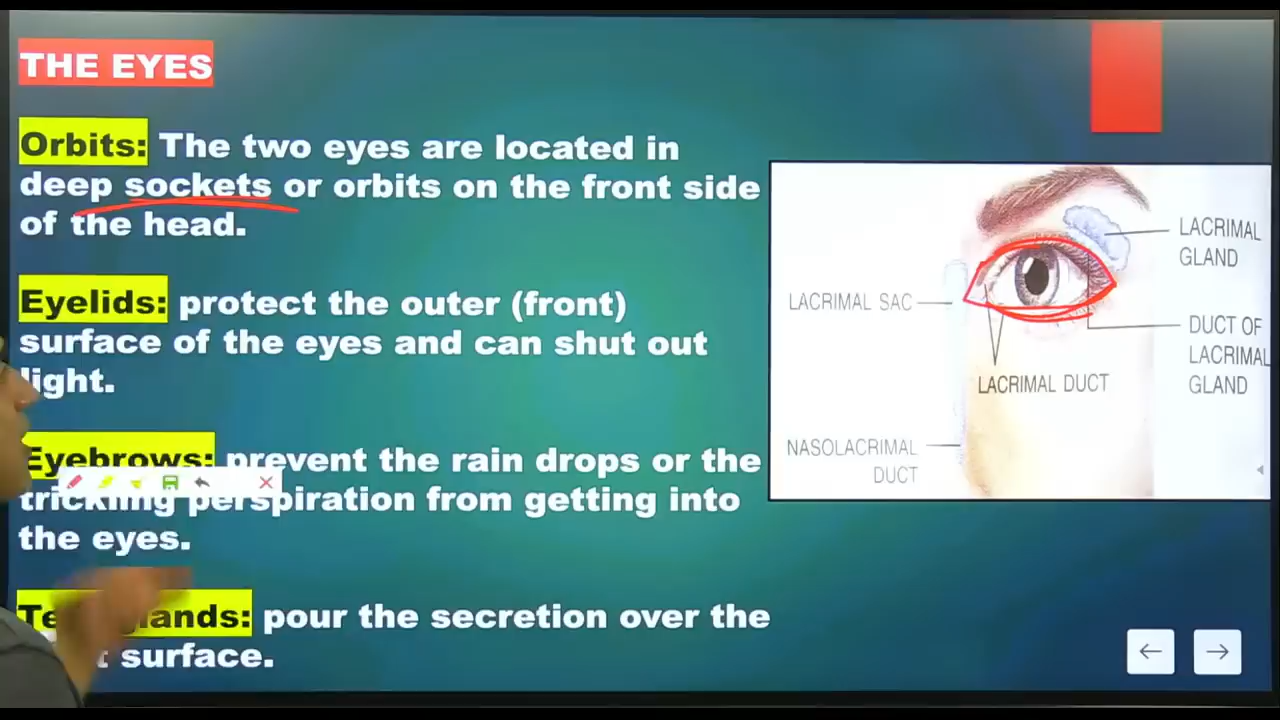 THE EYES
Orbits: The two eyes are located in
deep sockets or orbits on the front side
of the head.
Eyelids: protect the outer (front)
surface of the eyes and can shut out
light.
Eyebrows: prevent the rain drops or the
trickling perspiration from getting into
the eyes.
glands: pour the secretion over the
surface.
LACRIMAL
GLAND
LACRIMAL SAC
DUCT OF
LACRIMAL
GLAND
LACRIMAL DUCT
NASOLACRIMAL
DUCT